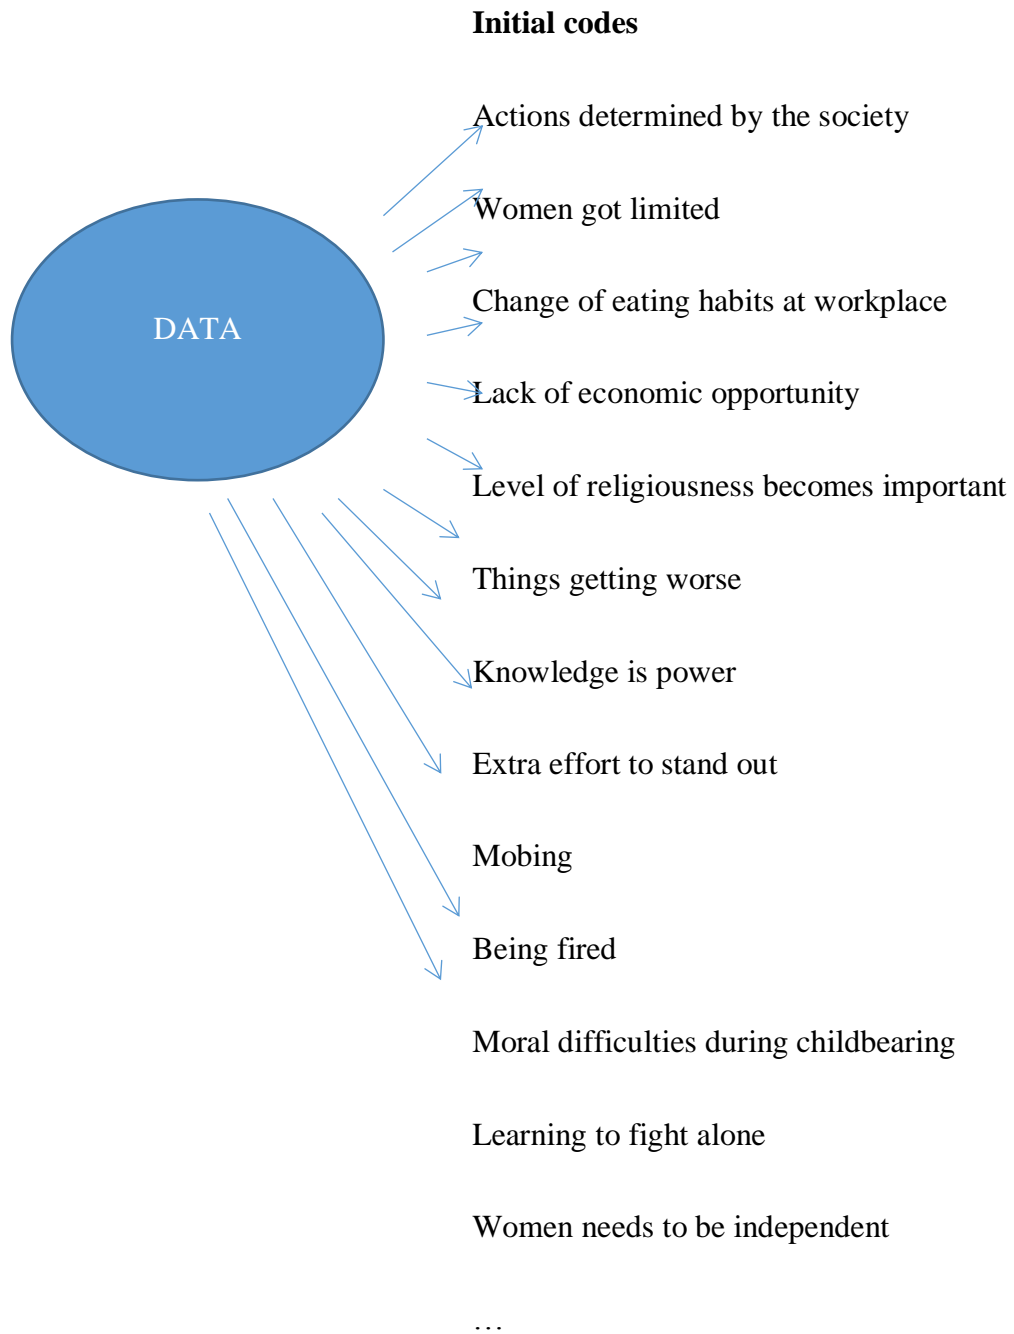 Initial codes
Actions determined by the society
Women got limited
Change of eating habits at workplace
DATA
Lack of economic opportunity
Level of religiousness becomes important
Things getting worse
Knowledge is power
Extra effort to stand out
Mobing
Being fired
Moral difficulties during childbearing
Learning to fight alone
Women needs to be independent
…